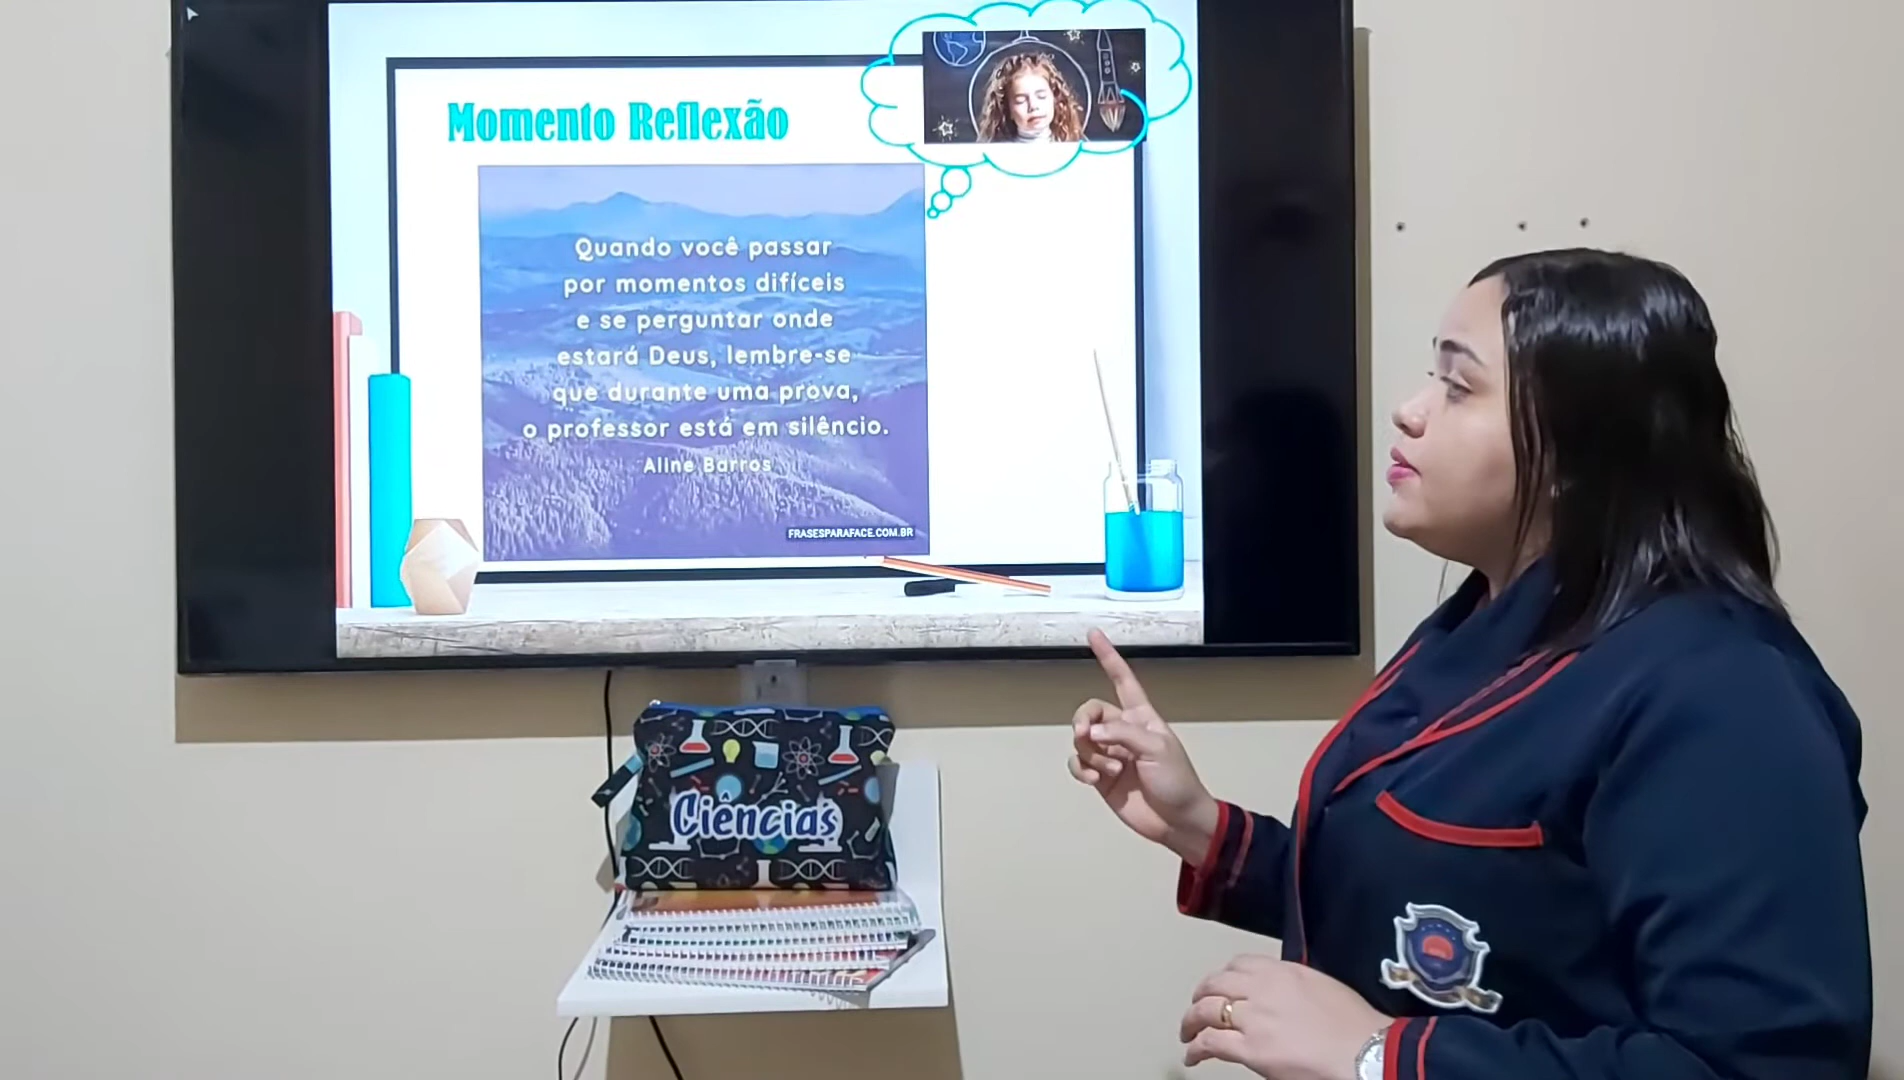 Momento Reflexão
Quando você passar
por momentos difíceis
e se perguntar onde
estará Deus, lembre-se
que durante uma prova,
o professor está em silêncio.
Aline Barros
FRASESPARAFACE.COM.BR
Ciências